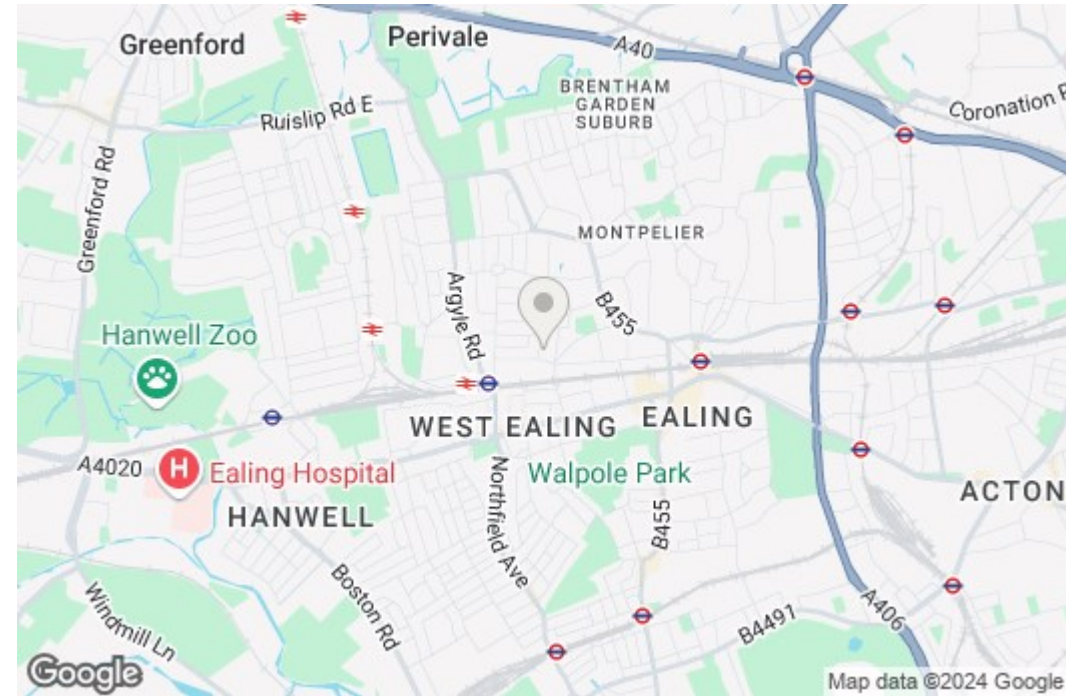 Greenford
Perivale
A40
BRENTHAM
GARDEN
SUBURB
Coronation R
Ruislip Rd E
Greenford Rd
MONTPELIER
Argyle Rd
B455
Hanwell Zoo
WEST EALING
EALING
A4020
H
Ealing Hospital
Walpole Park
ACTON
HANWELL
Northfield Ave
B455
Boston Rd
Windmill Ln
B4491
A406
Google
Map data ©2024 Google